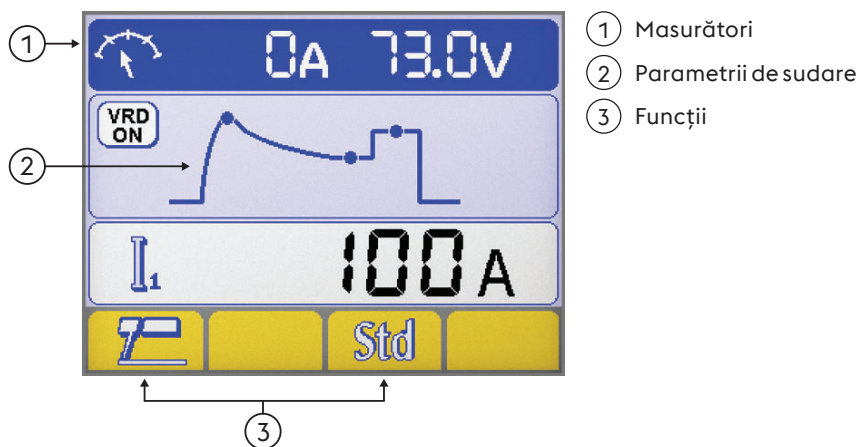 1
0A 73.0V
VRD
ON
2
I1
100A
Std
3
1 Masurători
2 Parametrii de sudare
3 Funcții